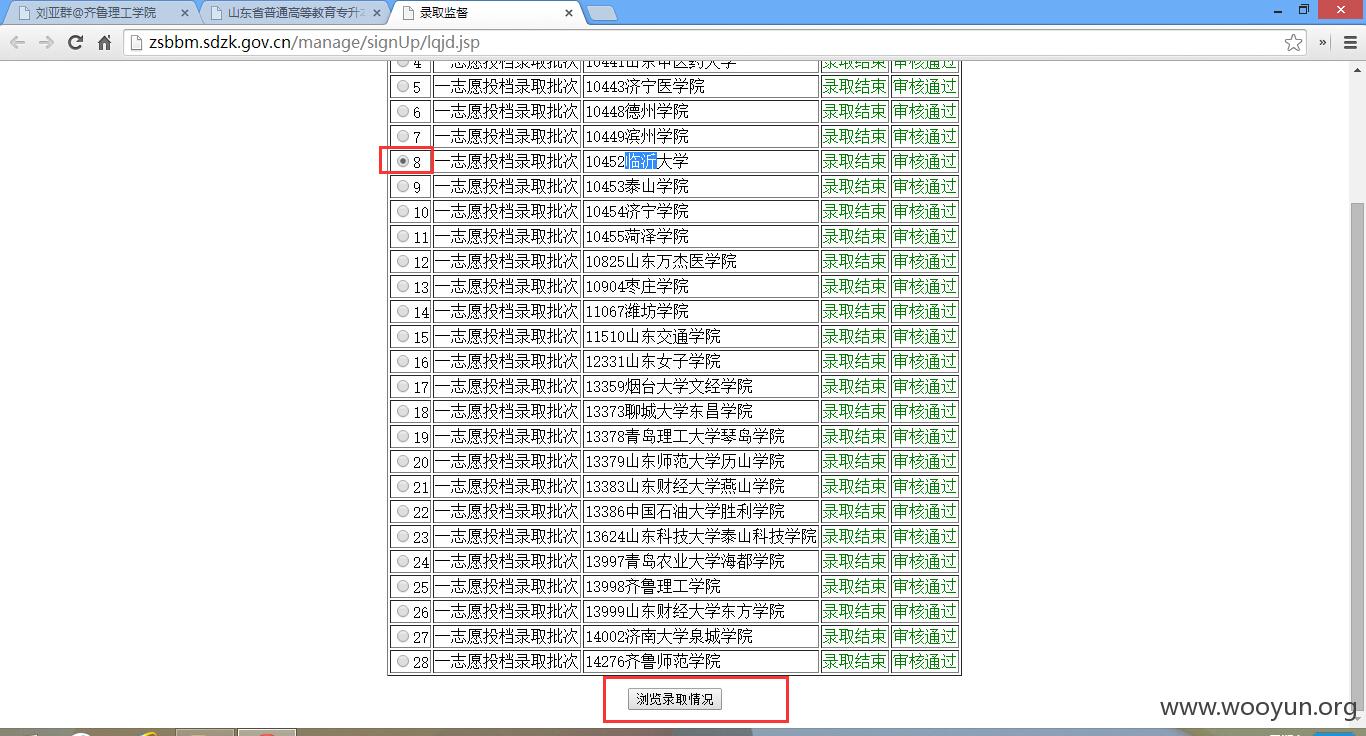 刘亚群@齐鲁理工学院 山东省普通高等教育专升 录取监督
zsbbm.sdzk.gov.cn/manage/signUp/lqjd.jsp
4 一志愿投档录取批次 10441山东中医药大学 录取结束 审核通过
5 一志愿投档录取批次 10443济宁医学院 录取结束 审核通过
6 一志愿投档录取批次 10448德州学院 录取结束 审核通过
7 一志愿投档录取批次 10449滨州学院 录取结束 审核通过
8 一志愿投档录取批次 10452临沂大学 录取结束 审核通过
9 一志愿投档录取批次 10453泰山学院 录取结束 审核通过
10 一志愿投档录取批次 10454济宁学院 录取结束 审核通过
11 一志愿投档录取批次 10455菏泽学院 录取结束 审核通过
12 一志愿投档录取批次 10825山东万杰医学院 录取结束 审核通过
13 一志愿投档录取批次 10904枣庄学院 录取结束 审核通过
14 一志愿投档录取批次 11067潍坊学院 录取结束 审核通过
15 一志愿投档录取批次 11510山东交通学院 录取结束 审核通过
16 一志愿投档录取批次 12331山东女子学院 录取结束 审核通过
17 一志愿投档录取批次 13359烟台大学文经学院 录取结束 审核通过
18 一志愿投档录取批次 13373聊城大学东昌学院 录取结束 审核通过
19 一志愿投档录取批次 13378青岛理工大学琴岛学院 录取结束 审核通过
20 一志愿投档录取批次 13379山东师范大学历山学院 录取结束 审核通过
21 一志愿投档录取批次 13383山东财经大学燕山学院 录取结束 审核通过
22 一志愿投档录取批次 13386中国石油大学胜利学院 录取结束 审核通过
23 一志愿投档录取批次 13624山东科技大学泰山科技学院 录取结束 审核通过
24 一志愿投档录取批次 13997青岛农业大学海都学院 录取结束 审核通过
25 一志愿投档录取批次 13998齐鲁理工学院 录取结束 审核通过
26 一志愿投档录取批次 13999山东财经大学东方学院 录取结束 审核通过
27 一志愿投档录取批次 14002济南大学泉城学院 录取结束 审核通过
28 一志愿投档录取批次 14276齐鲁师范学院 录取结束 审核通过
浏览录取情况
www.wooyun.org